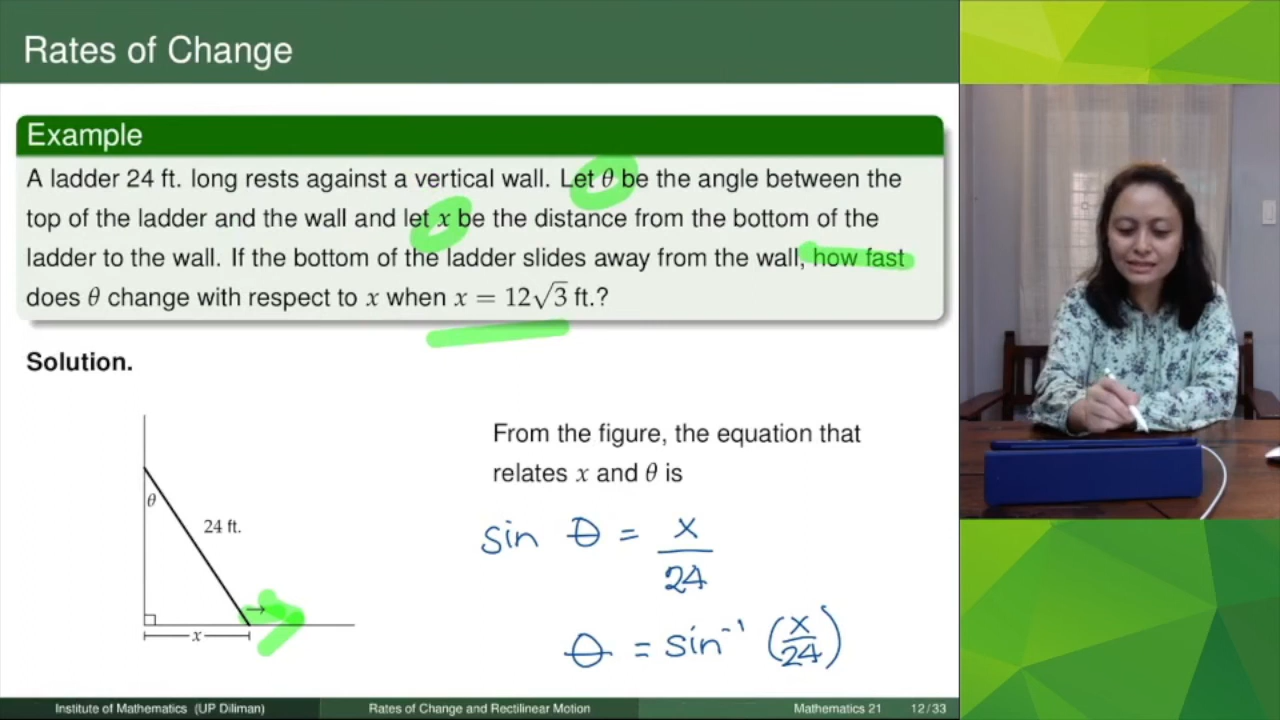 Rates of Change
Example
A ladder 24 ft. long rests against a vertical wall. Let θ be the angle between the
top of the ladder and the wall and let x be the distance from the bottom of the
ladder to the wall. If the bottom of the ladder slides away from the wall, how fast
does θ change with respect to x when x = 12√3 ft.?
Solution.
θ
24 ft.
x
From the figure, the equation that
relates x and θ is
sin θ = x/24
θ = sin⁻¹ (x/24)
Institute of Mathematics (UP Diliman) Rates of Change and Rectilinear Motion Mathematics 21 12/33